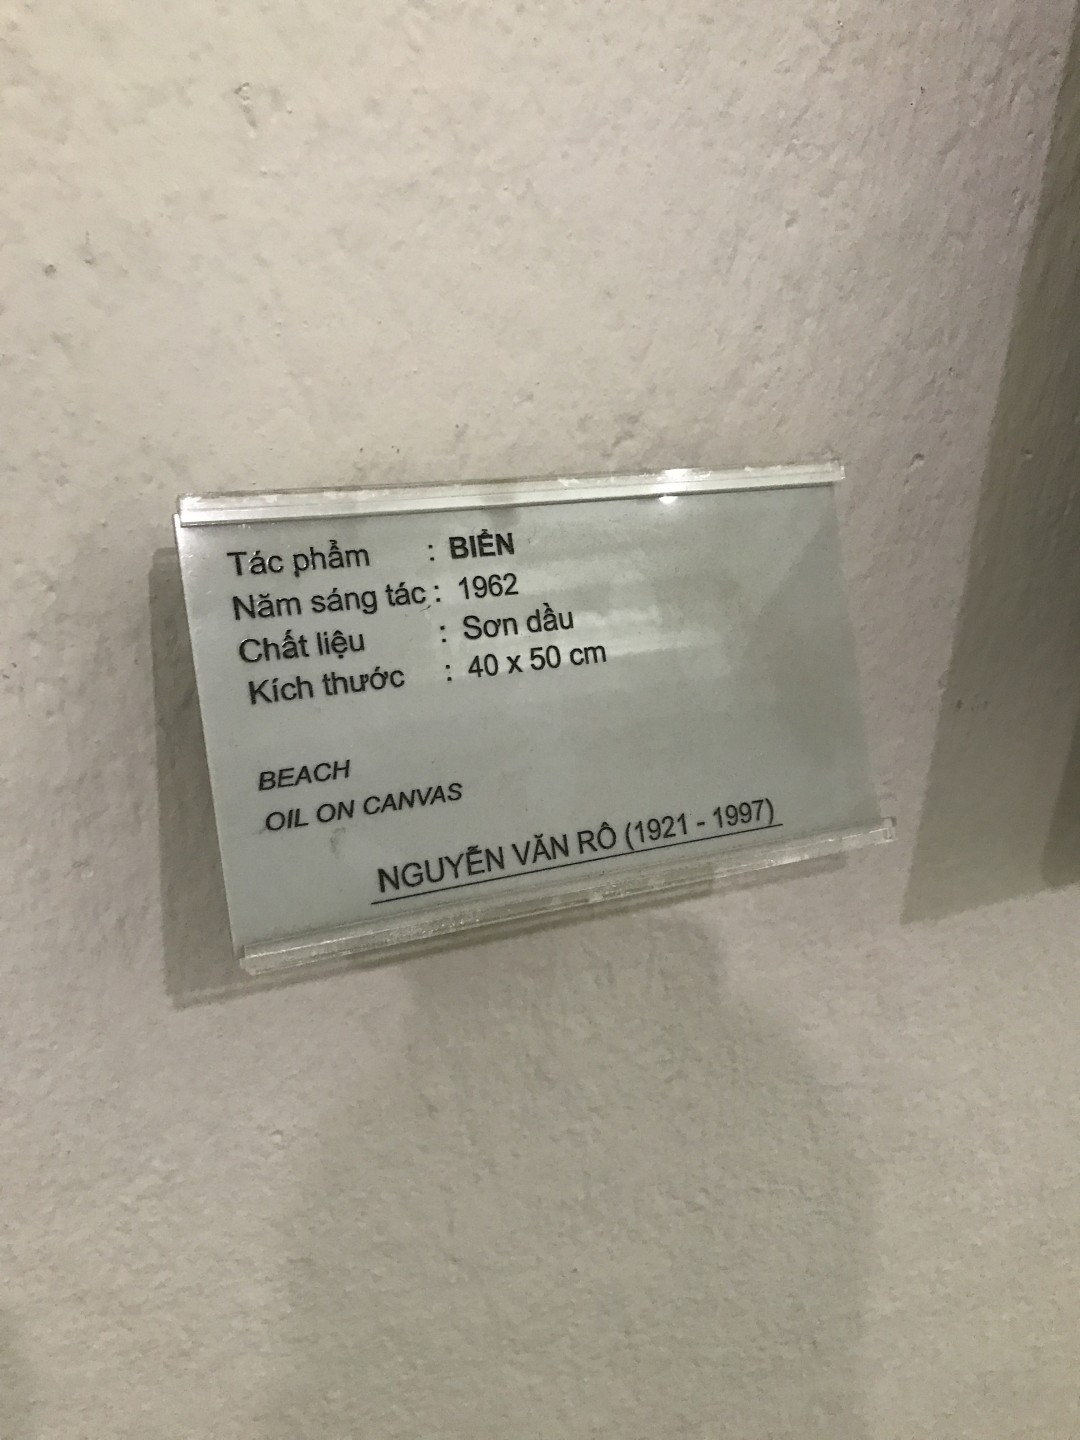 Tác phẩm : BIỂN
Năm sáng tác : 1962
Chất liệu : Sơn dầu
Kích thước : 40 x 50 cm
BEACH
OIL ON CANVAS
NGUYỄN VĂN RÔ (1921 - 1997)